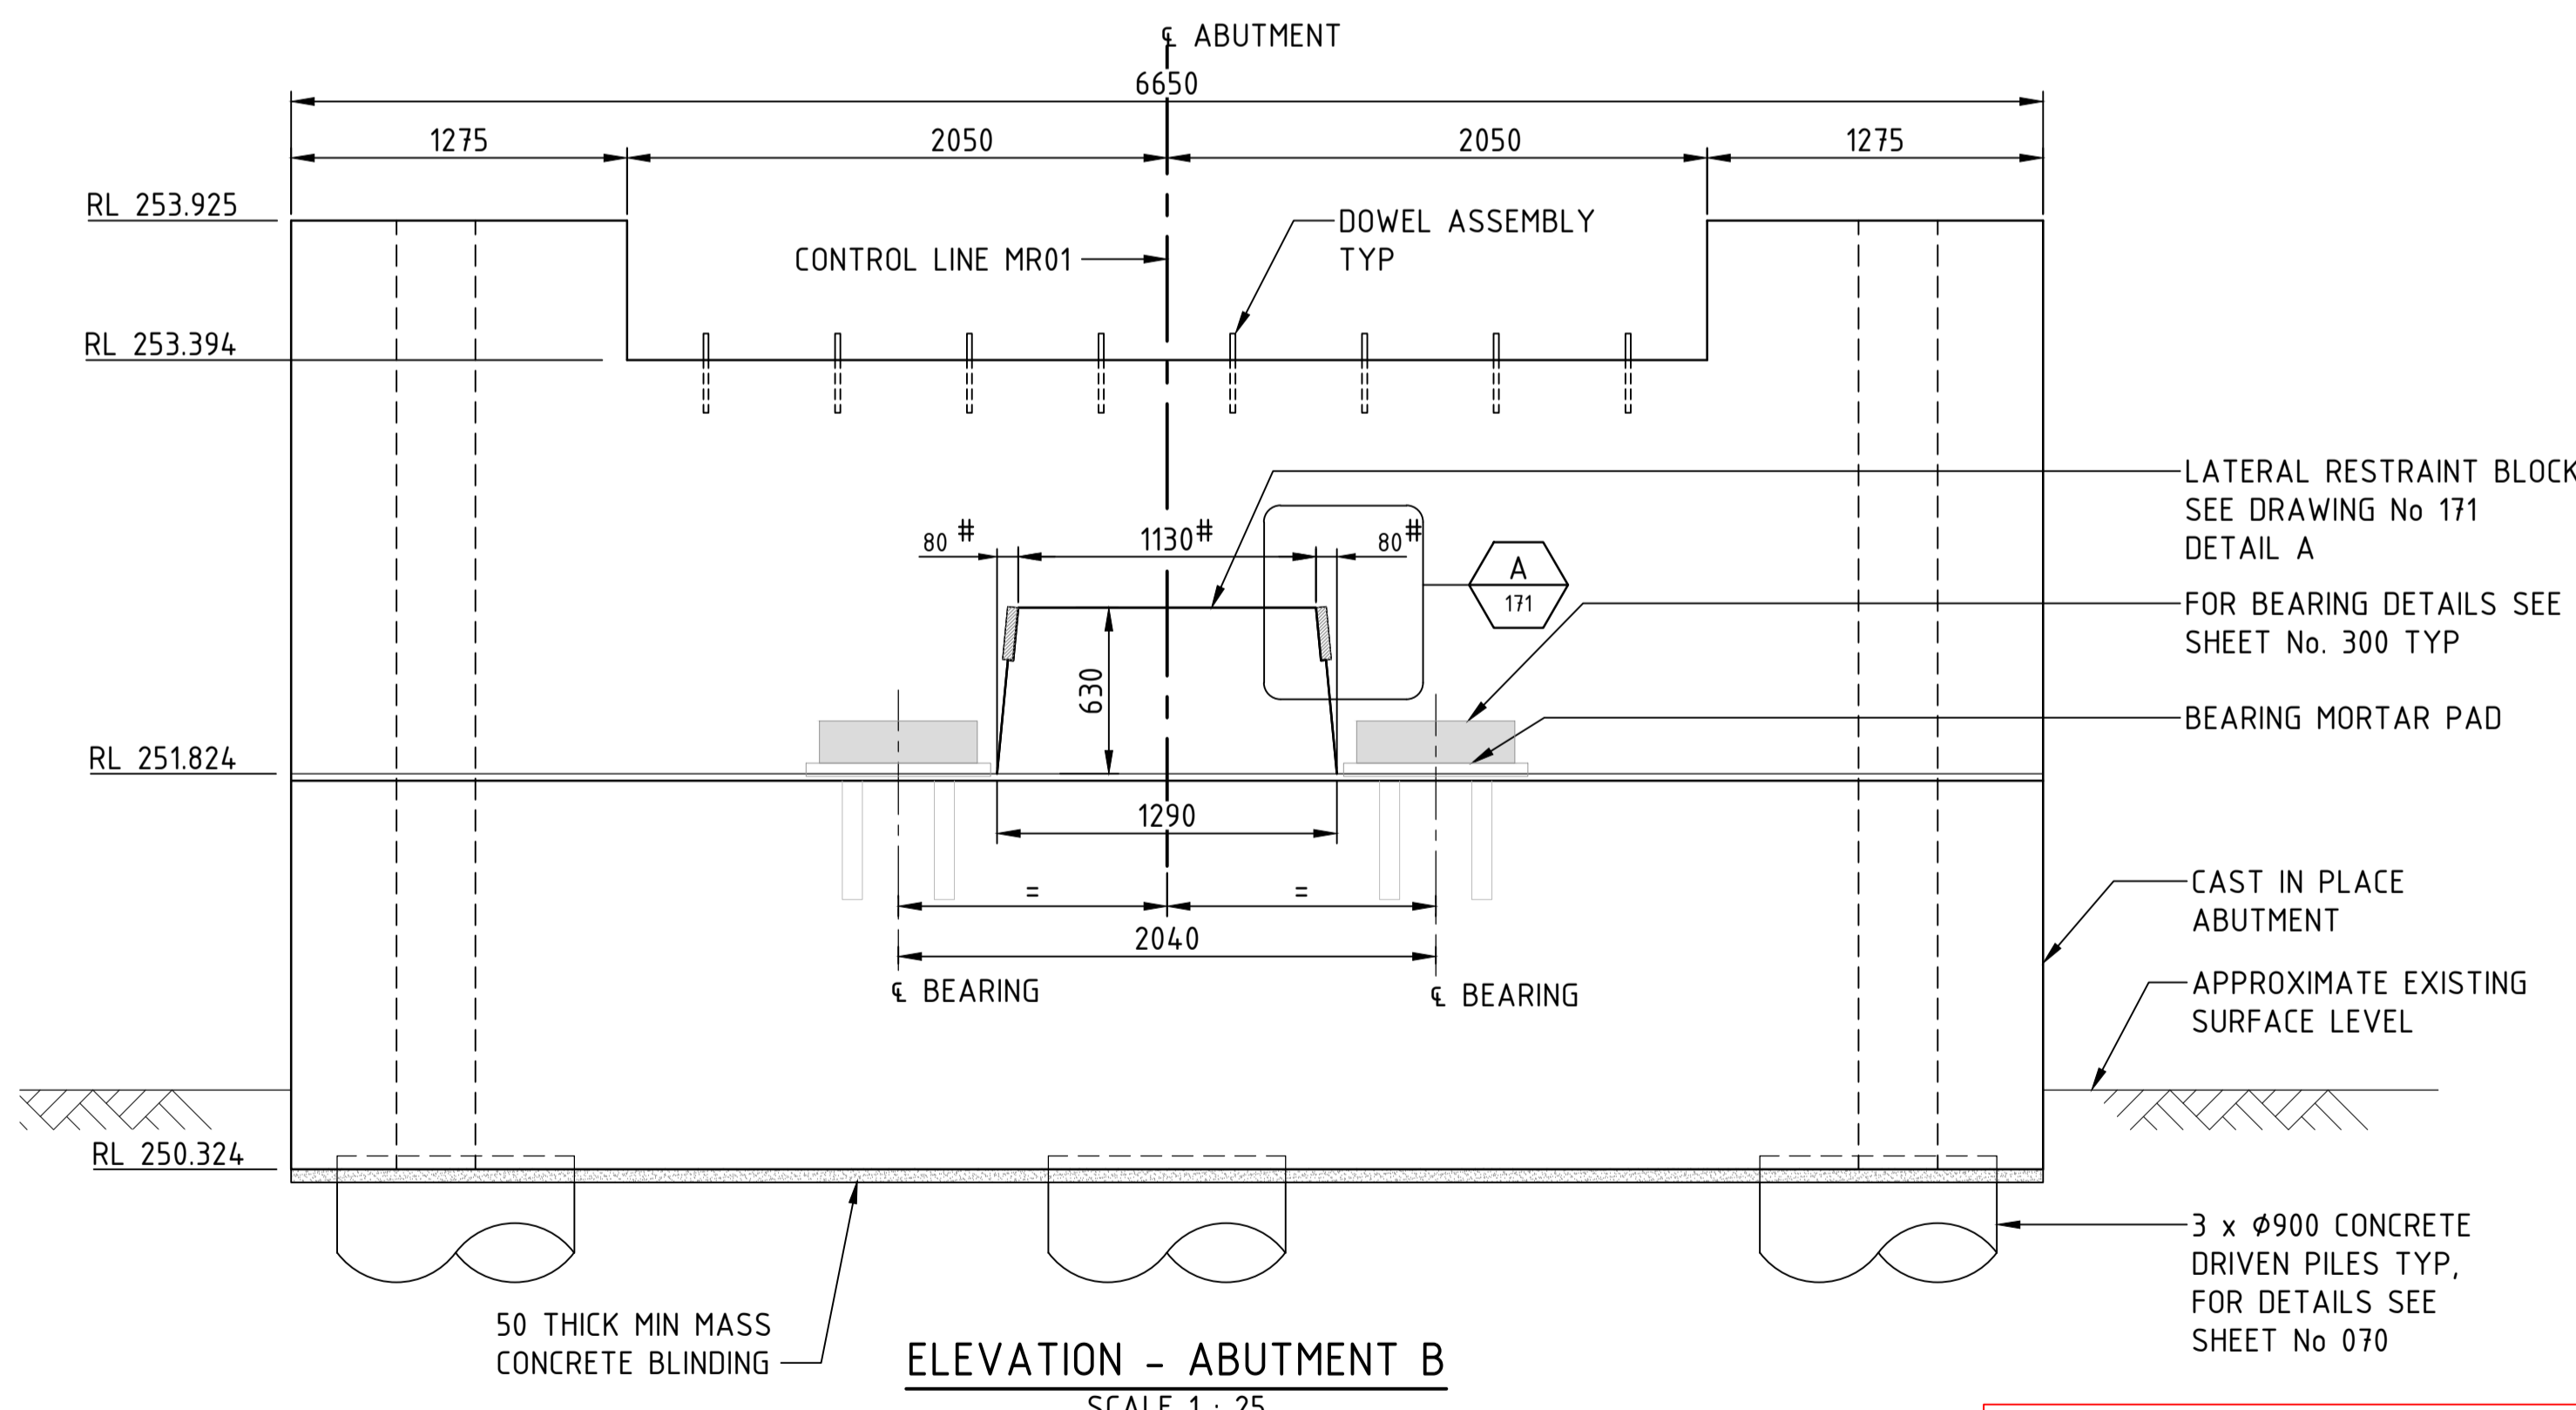 ℄ ABUTMENT
6650
1275 2050 2050 1275
RL 253.925
DOWEL ASSEMBLY
TYP
CONTROL LINE MR01
RL 253.394
LATERAL RESTRAINT BLOCK
SEE DRAWING No 171
DETAIL A
80 # 1130# 80#
A
171
FOR BEARING DETAILS SEE
SHEET No. 300 TYP
630
BEARING MORTAR PAD
RL 251.824
1290
= =
2040
℄ BEARING ℄ BEARING
CAST IN PLACE
ABUTMENT
APPROXIMATE EXISTING
SURFACE LEVEL
RL 250.324
3 x Ø900 CONCRETE
DRIVEN PILES TYP,
FOR DETAILS SEE
SHEET No 070
50 THICK MIN MASS
CONCRETE BLINDING
ELEVATION - ABUTMENT B
SCALE 1 : 25